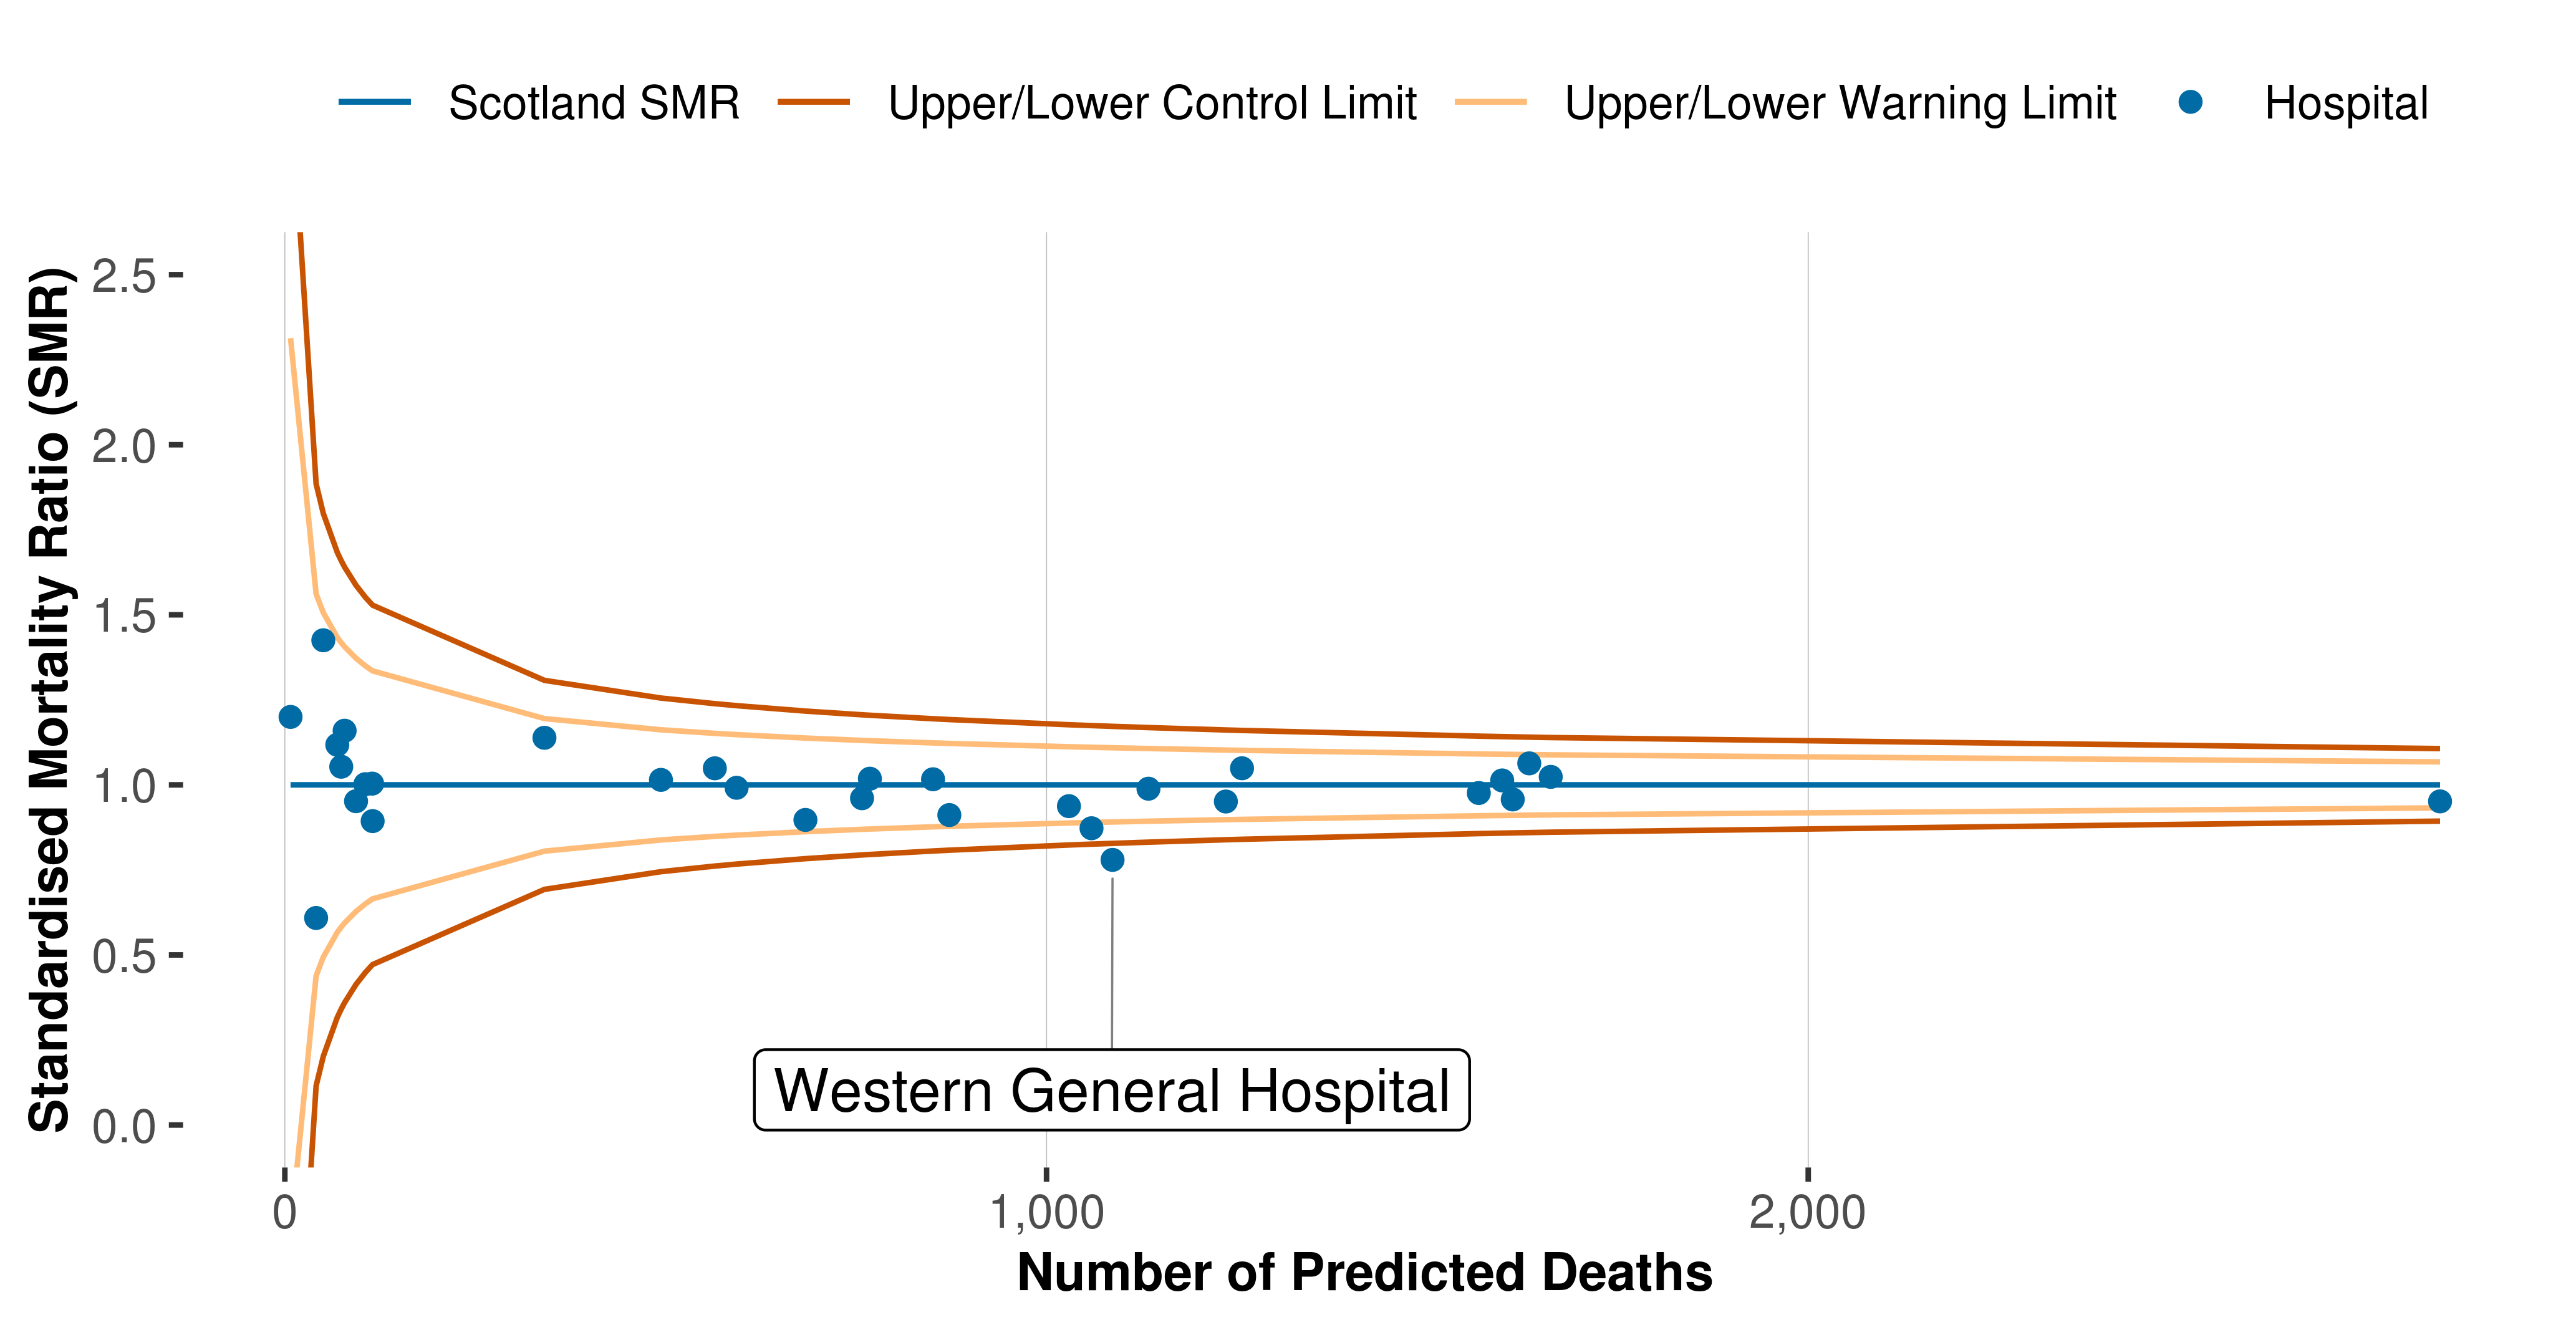 Scotland SMR Upper/Lower Control Limit Upper/Lower Warning Limit Hospital
Standardised Mortality Ratio (SMR)
2.5
2.0
1.5
1.0
0.5
0.0
Western General Hospital
0 1,000 2,000
Number of Predicted Deaths